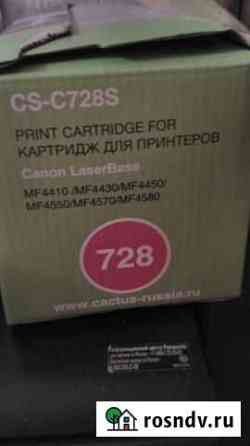 CS-C728S
PRINT CARTRIDGE FOR
КАРТРИДЖ ДЛЯ ПРИНТЕРОВ
Canon LaserBase
MF4410 /MF4430/MF4450/
MF4550/MF4570/MF4580
728
www.cactus-russia.ru
rosndv.ru